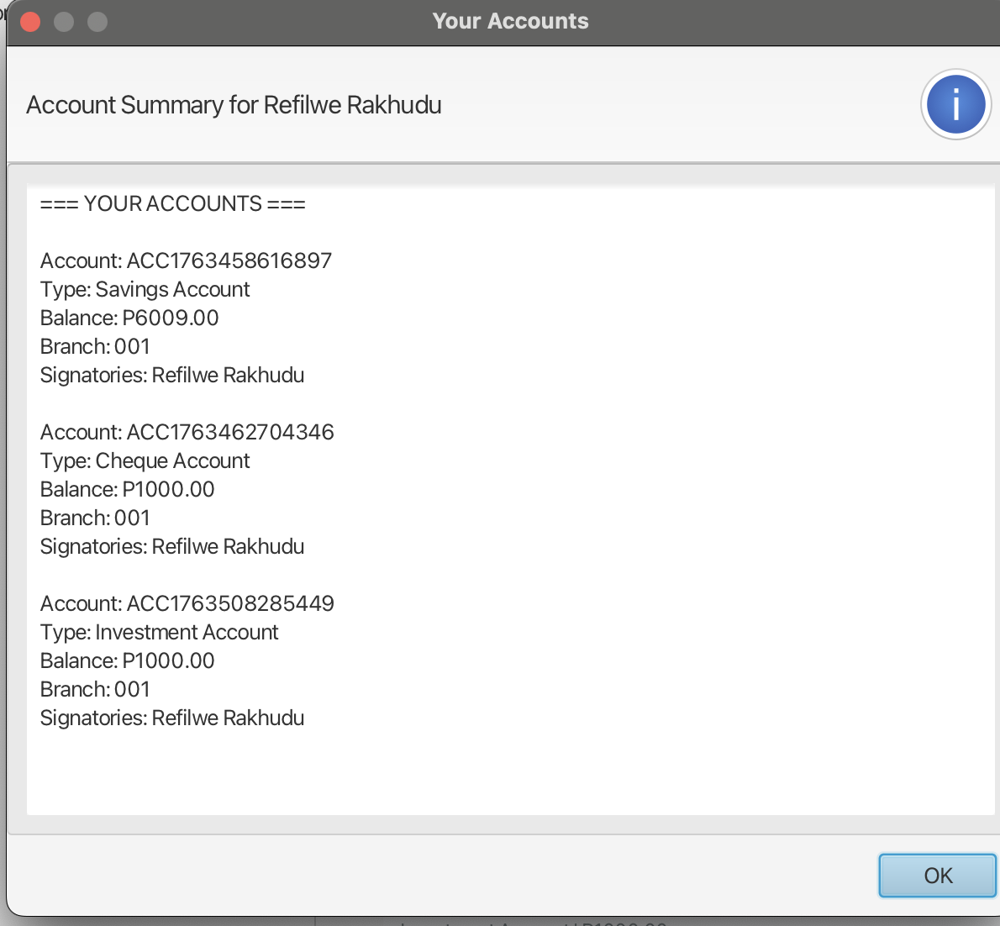 Your Accounts
Account Summary for Refilwe Rakhudu
i
=== YOUR ACCOUNTS ===
Account: ACC1763458616897
Type: Savings Account
Balance: P6009.00
Branch: 001
Signatories: Refilwe Rakhudu
Account: ACC1763462704346
Type: Cheque Account
Balance: P1000.00
Branch: 001
Signatories: Refilwe Rakhudu
Account: ACC1763508285449
Type: Investment Account
Balance: P1000.00
Branch: 001
Signatories: Refilwe Rakhudu
OK